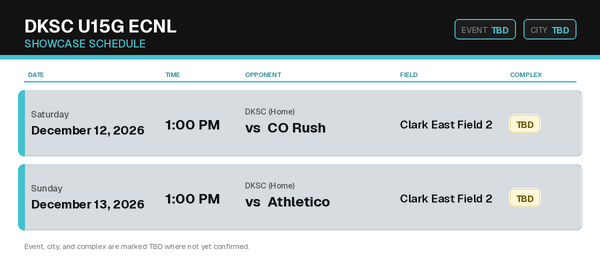 DKSC U15G ECNL
SHOWCASE SCHEDULE
EVENT TBD
CITY TBD
DATE TIME OPPONENT FIELD COMPLEX
Saturday
December 12, 2026
1:00 PM
DKSC (Home)
vs CO Rush
Clark East Field 2
TBD
Sunday
December 13, 2026
1:00 PM
DKSC (Home)
vs Athletico
Clark East Field 2
TBD
Event, city, and complex are marked TBD where not yet confirmed.